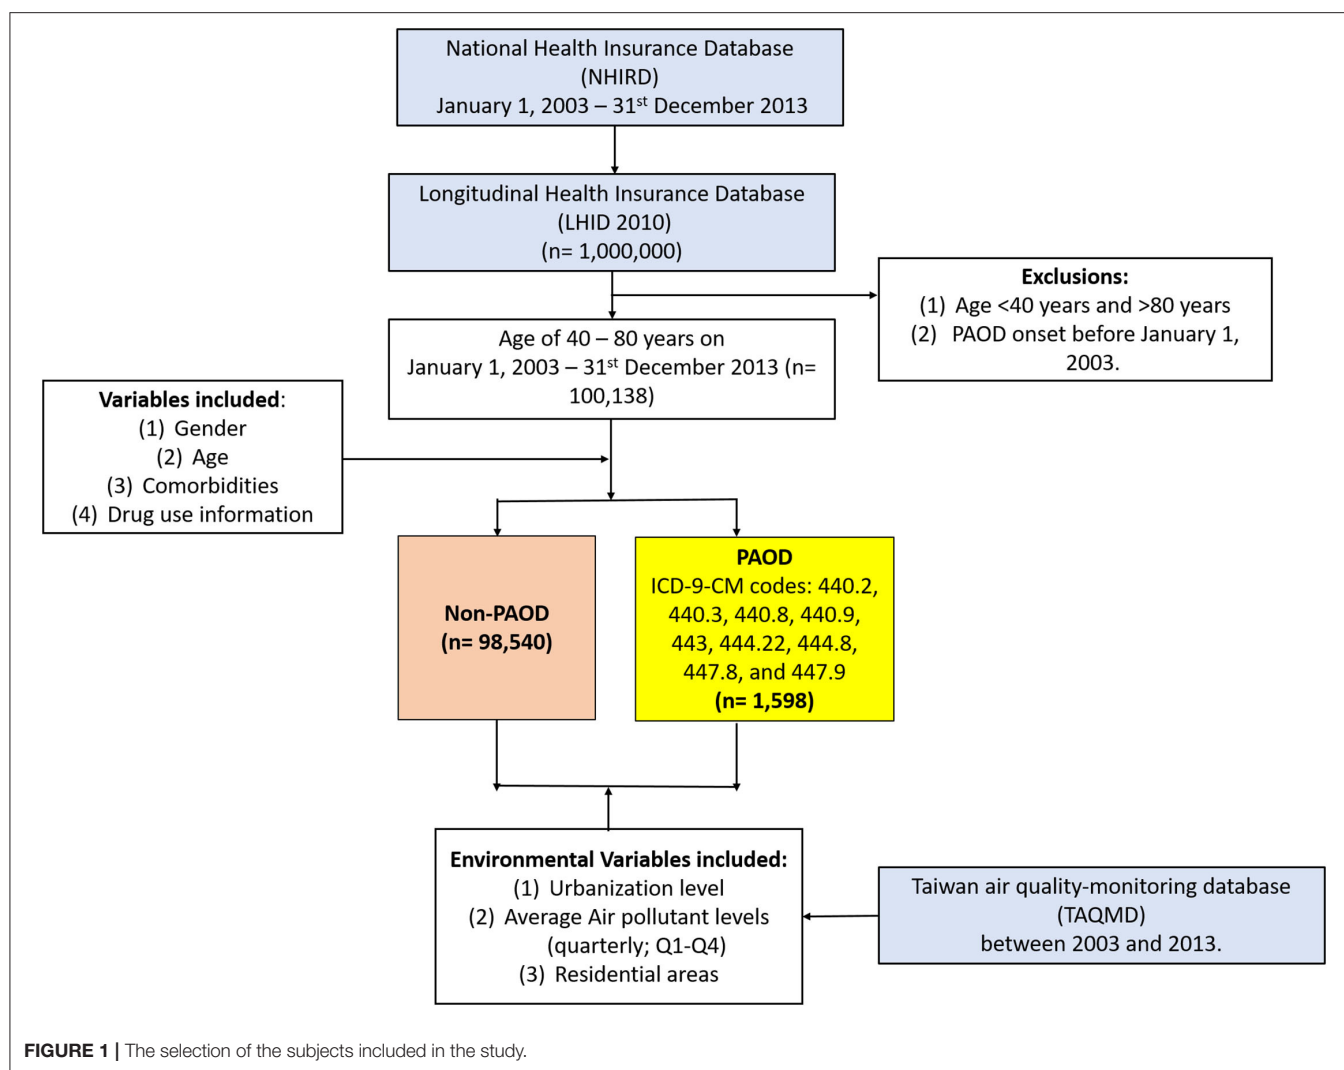 National Health Insurance Database
(NHIRD)
January 1, 2003 – 31st December 2013
Longitudinal Health Insurance Database
(LHID 2010)
(n= 1,000,000)
Exclusions:
(1) Age <40 years and >80 years
(2) PAOD onset before January 1,
2003.
Age of 40 – 80 years on
January 1, 2003 – 31st December 2013 (n=
100,138)
Variables included:
(1) Gender
(2) Age
(3) Comorbidities
(4) Drug use information
Non-PAOD
(n= 98,540)
PAOD
ICD-9-CM codes: 440.2,
440.3, 440.8, 440.9,
443, 444.22, 444.8,
447.8, and 447.9
(n= 1,598)
Environmental Variables included:
(1) Urbanization level
(2) Average Air pollutant levels
(quarterly; Q1-Q4)
(3) Residential areas
Taiwan air quality-monitoring database
(TAQMD)
between 2003 and 2013.
FIGURE 1 | The selection of the subjects included in the study.